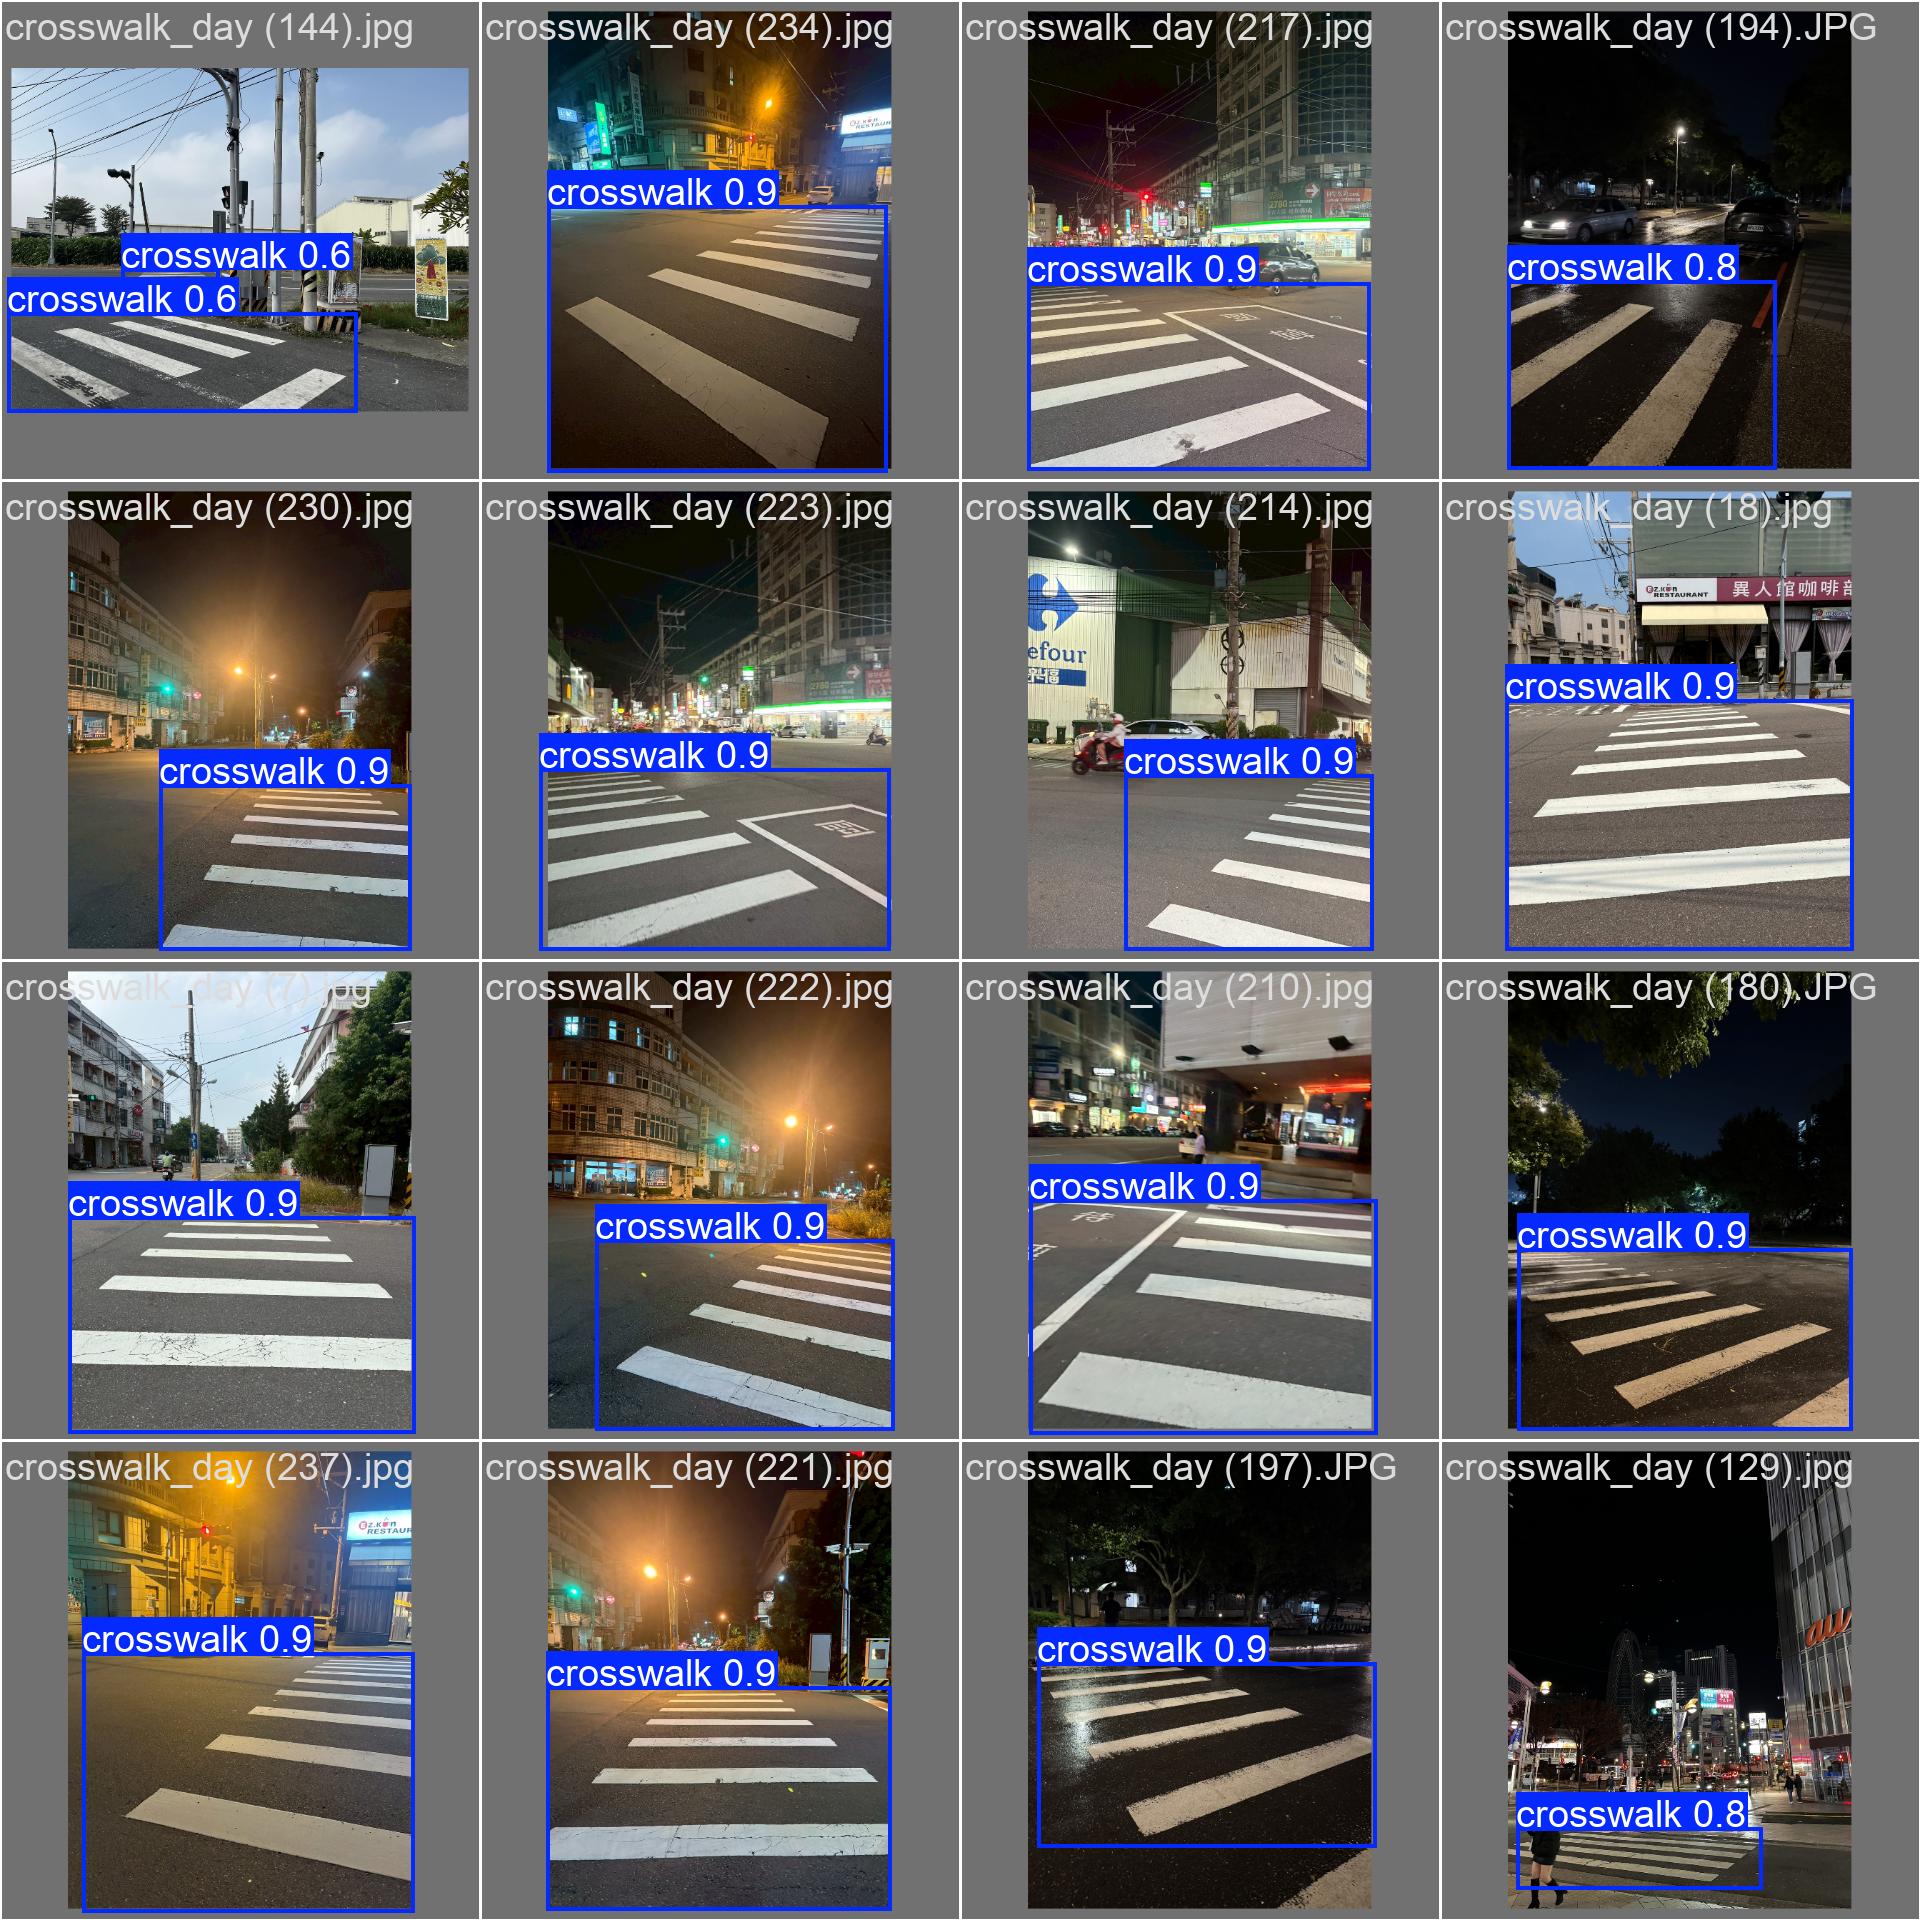 crosswalk_day (144).jpg
crosswalk 0.6
crosswalk 0.6
crosswalk_day (234).jpg
RESTAUR
crosswalk 0.9
crosswalk_day (217).jpg
crosswalk 0.9
crosswalk_day (194).JPG
crosswalk 0.8
crosswalk_day (230).jpg
crosswalk 0.9
crosswalk_day (223).jpg
crosswalk 0.9
crosswalk_day (214).jpg
efour
crosswalk 0.9
crosswalk_day (18).jpg
RESTAURANT
異人館咖啡
crosswalk 0.9
crosswalk_day (7).jpg
crosswalk 0.9
crosswalk_day (222).jpg
crosswalk 0.9
crosswalk_day (210).jpg
crosswalk 0.9
待
crosswalk_day (180).JPG
crosswalk 0.9
crosswalk_day (237).jpg
RESTAUR
crosswalk 0.9
crosswalk_day (221).jpg
crosswalk 0.9
crosswalk_day (197).JPG
crosswalk 0.9
crosswalk_day (129).jpg
au
crosswalk 0.8